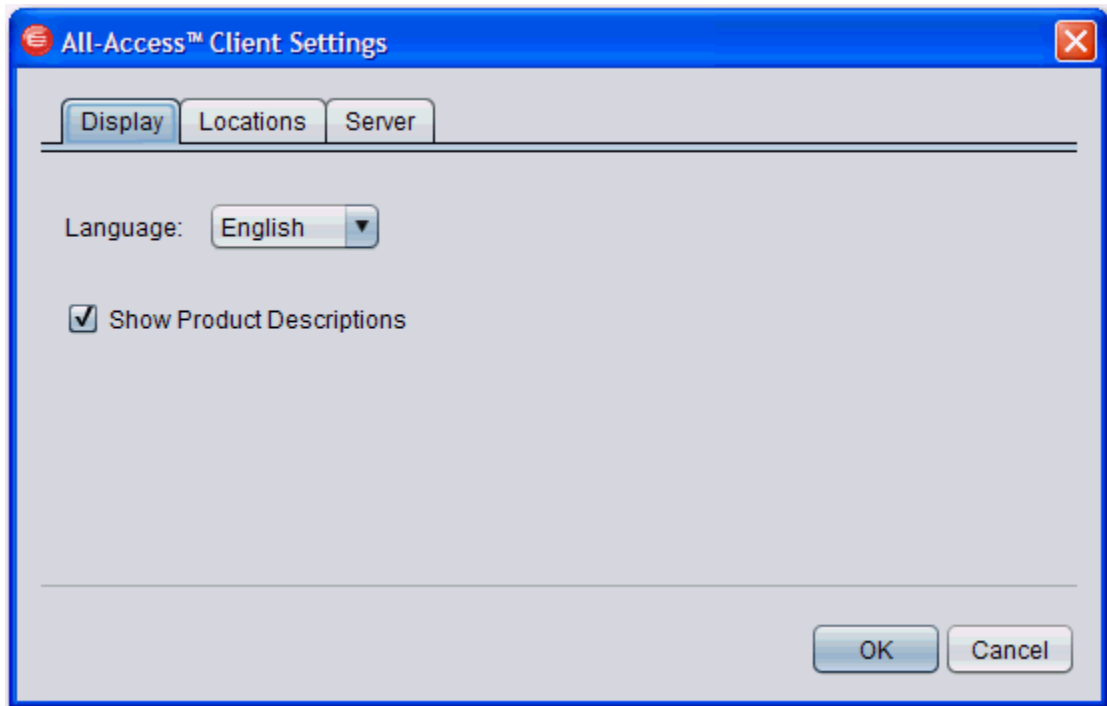 All-Access™ Client Settings
Display Locations Server
Language: English
Show Product Descriptions
OK Cancel